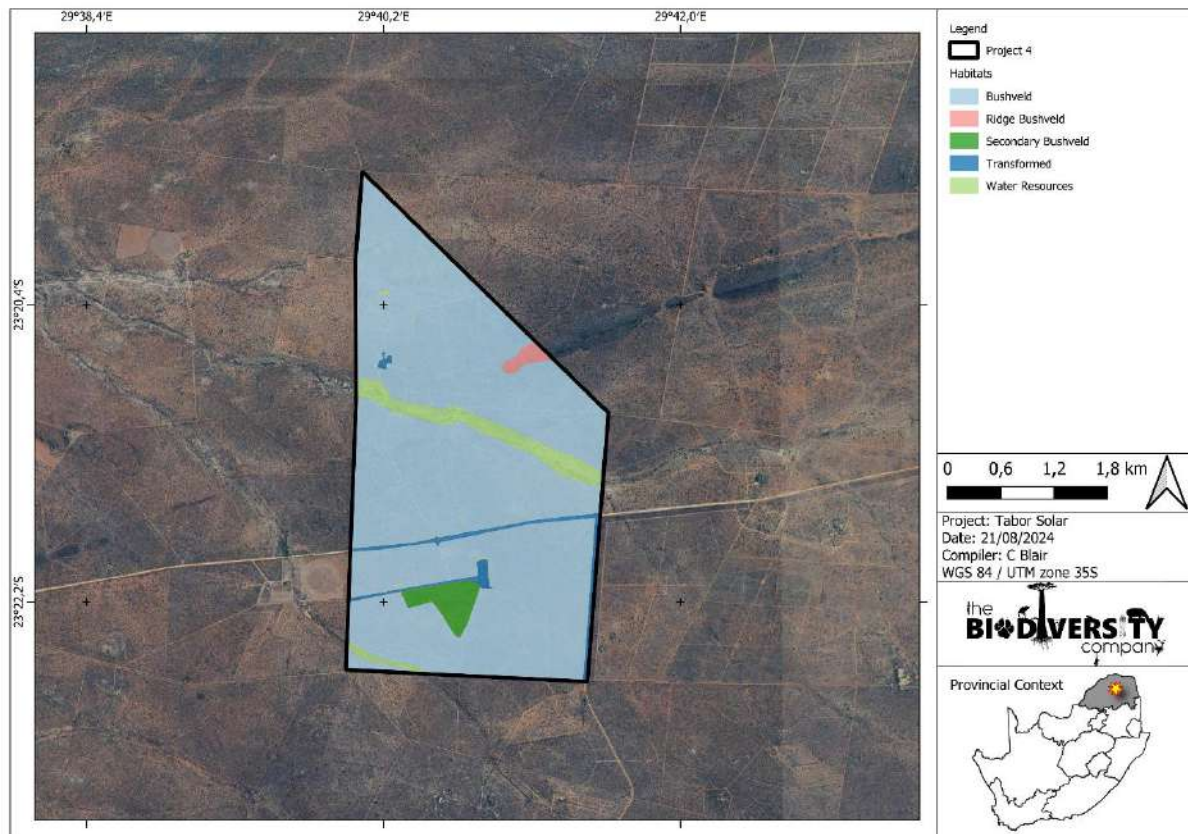 29°38,4'E 29°40,2'E 29°42,0'E
23°20,4'S
23°22,2'S
Legend
Project 4
Habitats
Bushveld
Ridge Bushveld
Secondary Bushveld
Transformed
Water Resources
0 0,6 1,2 1,8 km
Project: Tabor Solar
Date: 21/08/2024
Compiler: C Blair
WGS 84 / UTM zone 35S
the
BIODIVERSITY
company
Provincial Context